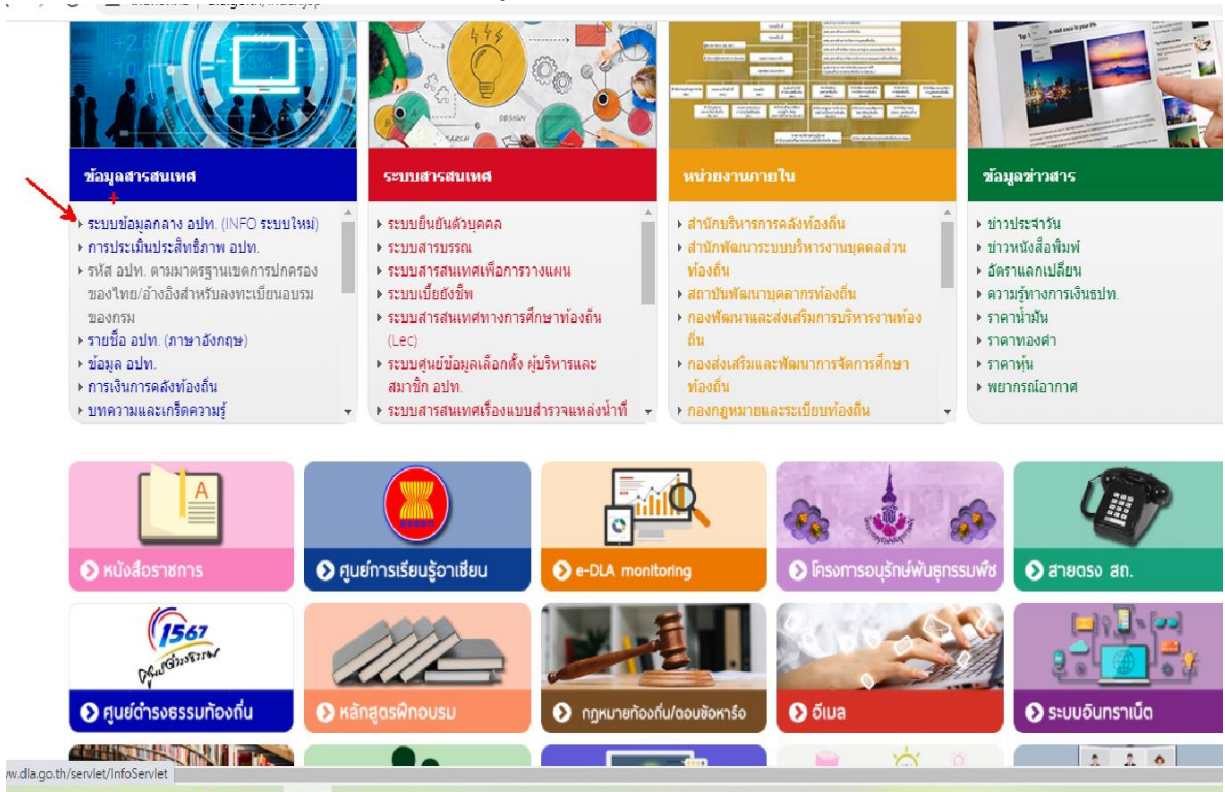 ข้อมูลสารสนเทศ
ระบบข้อมูลกลาง อปท. (INFO ระบบใหม่)
การประเมินประสิทธิภาพ อปท.
รหัส อปท. ตามมาตรฐานเขตการปกครอง
ของไทย/อ้างอิงสำหรับลงทะเบียนอบรม
ของกรม
รายชื่อ อปท. (ภาษาอังกฤษ)
ข้อมูล อปท.
การเงินการคลังท้องถิ่น
บทความและเกร็ดความรู้
ระบบสารสนเทศ
ระบบยืนยันตัวบุคคล
ระบบสารบรรณ
ระบบสารสนเทศเพื่อการวางแผน
ระบบเบี้ยยังชีพ
ระบบสารสนเทศทางการศึกษาท้องถิ่น
(Lec)
ระบบศูนย์ข้อมูลเลือกตั้ง ผู้บริหารและ
สมาชิก อปท.
ระบบสารสนเทศเรื่องแบบสำรวจแหล่งน้ำที่
หน่วยงานภายใน
สำนักบริหารการคลังท้องถิ่น
สำนักพัฒนาระบบบริหารงานบุคคลส่วน
ท้องถิ่น
สถาบันพัฒนาบุคลากรท้องถิ่น
กองพัฒนาและส่งเสริมการบริหารงานท้อง
ถิ่น
กองส่งเสริมและพัฒนาการจัดการศึกษา
ท้องถิ่น
กองกฎหมายและระเบียบท้องถิ่น
ข้อมูลข่าวสาร
ข่าวประจำวัน
ข่าวหนังสือพิมพ์
อัตราแลกเปลี่ยน
ความรู้ทางการเงินธปท.
ราคาน้ำมัน
ราคาทองคำ
ราคาหุ้น
พยากรณ์อากาศ
SEARCH
DESIGN
A
หนังสือราชการ
ศูนย์การเรียนรู้อาเซียน
e-DLA monitoring
โครงการอนุรักษ์พันธุกรรมพืช
สายตรง สถ.
1567
ศูนย์ดำรงธรรม
ศูนย์ดำรงธรรมท้องถิ่น
หลักสูตรฝึกอบรม
กฎหมายท้องถิ่น/ตอบข้อหารือ
อีเมล
ระบบอินทราเน็ต
ww.dla.go.th/servlet/InfoServlet